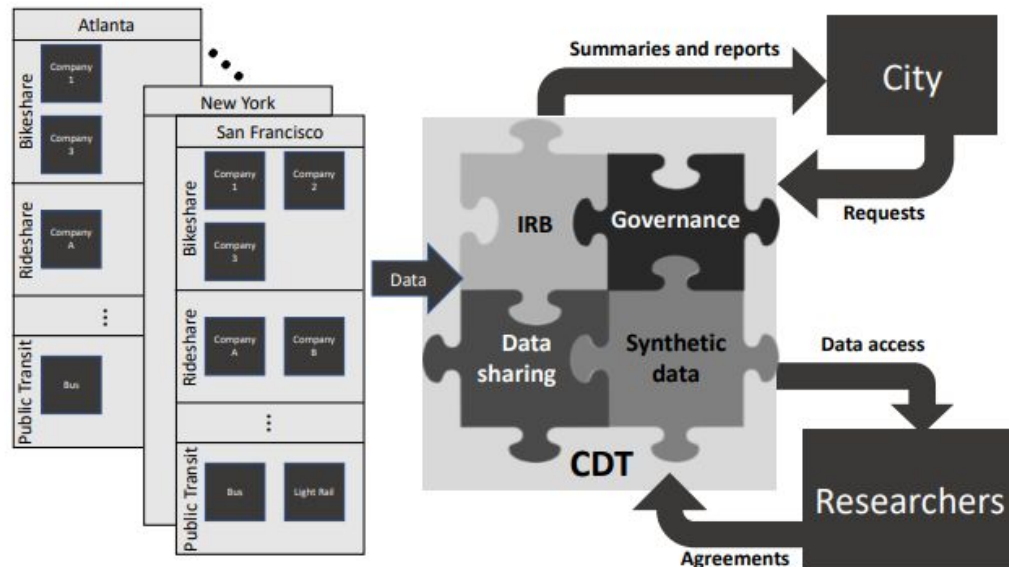 Atlanta
Bikeshare
Company
1
Company
3
Rideshare
Company
A
...
Public Transit
Bus
New York
San Francisco
Bikeshare
Company
1
Company
2
Company
3
Rideshare
Company
A
Company
B
...
Public Transit
Bus
Light Rail
Data
IRB
Governance
Data
sharing
Synthetic
data
CDT
Summaries and reports
City
Requests
Data access
Researchers
Agreements